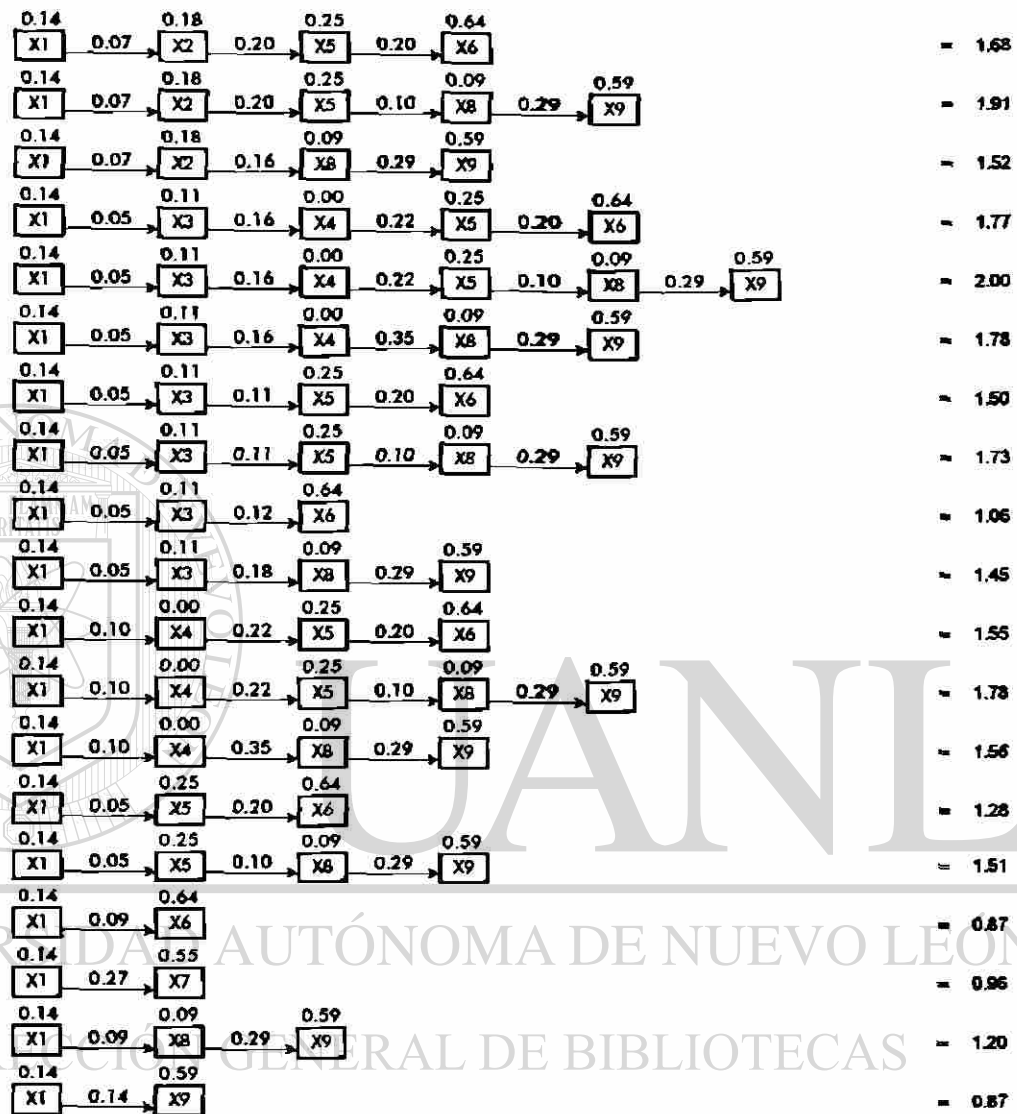 0.14 0.18 0.25 0.64
X1 0.07 X2 0.20 X5 0.20 X6 = 1.68
0.14 0.18 0.25 0.09 0.59
X1 0.07 X2 0.20 X5 0.10 X8 0.29 X9 = 1.91
0.14 0.18 0.09 0.59
X1 0.07 X2 0.16 X8 0.29 X9 = 1.52
0.14 0.11 0.00 0.25 0.64
X1 0.05 X3 0.16 X4 0.22 X5 0.20 X6 = 1.77
0.14 0.11 0.00 0.25 0.09 0.59
X1 0.05 X3 0.16 X4 0.22 X5 0.10 X8 0.29 X9 = 2.00
0.14 0.11 0.00 0.09 0.59
X1 0.05 X3 0.16 X4 0.35 X8 0.29 X9 = 1.78
0.14 0.11 0.25 0.64
X1 0.05 X3 0.11 X5 0.20 X6 = 1.50
0.14 0.11 0.25 0.09 0.59
X1 0.05 X3 0.11 X5 0.10 X8 0.29 X9 = 1.73
0.14 0.11 0.64
X1 0.05 X3 0.12 X6 = 1.06
0.14 0.11 0.09 0.59
X1 0.05 X3 0.18 X8 0.29 X9 = 1.45
0.14 0.00 0.25 0.64
X1 0.10 X4 0.22 X5 0.20 X6 = 1.55
0.14 0.00 0.25 0.09 0.59
X1 0.10 X4 0.22 X5 0.10 X8 0.29 X9 = 1.78
0.14 0.00 0.09 0.59
X1 0.10 X4 0.35 X8 0.29 X9 = 1.56
0.14 0.25 0.64
X1 0.05 X5 0.20 X6 = 1.28
0.14 0.25 0.09 0.59
X1 0.05 X5 0.10 X8 0.29 X9 = 1.51
0.14 0.64
X1 0.09 X6 = 0.87
0.14 0.55
X1 0.27 X7 = 0.96
0.14 0.09 0.59
X1 0.09 X8 0.29 X9 = 1.20
0.14 0.59
X1 0.14 X9 = 0.87
UANL
AUTÓNOMA DE NUEVO LEÓN
GENERAL DE BIBLIOTECAS